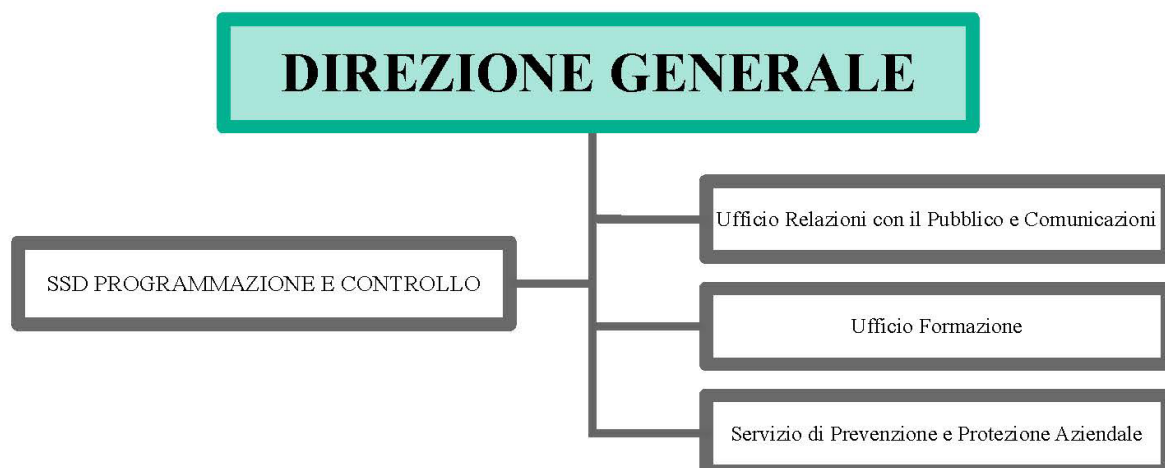 DIREZIONE GENERALE
Ufficio Relazioni con il Pubblico e Comunicazioni
SSD PROGRAMMAZIONE E CONTROLLO
Ufficio Formazione
Servizio di Prevenzione e Protezione Aziendale